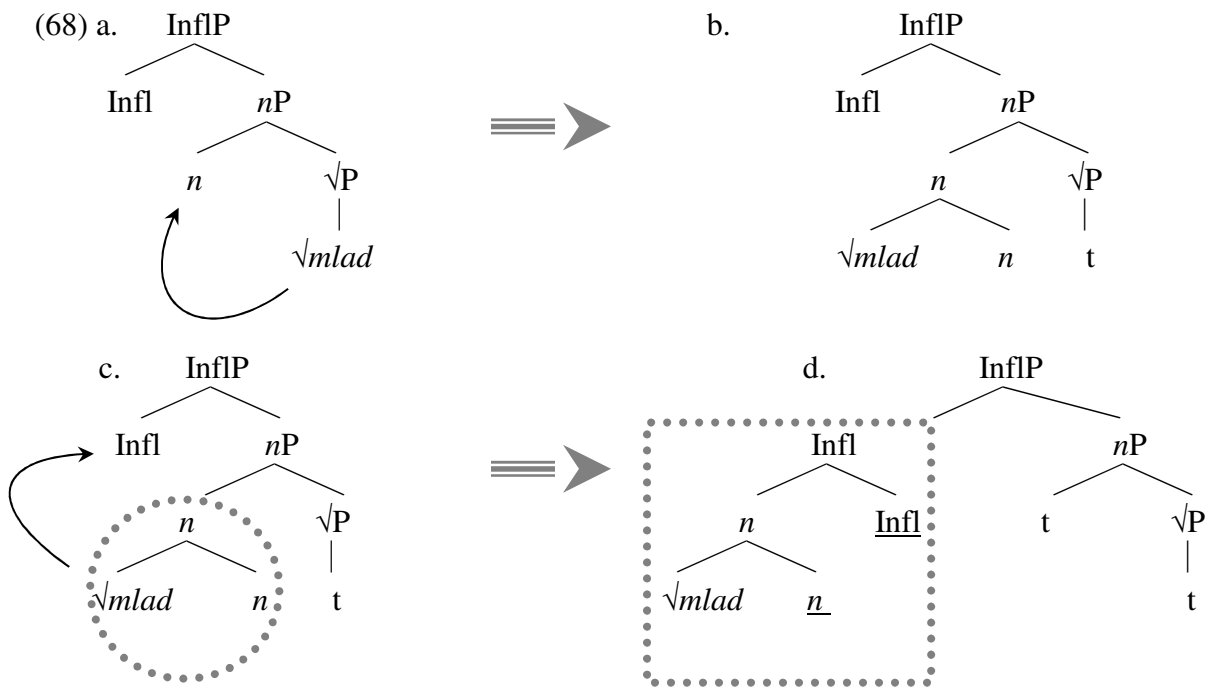 (68) a. InflP b. InflP
Infl nP Infl nP
n √P n √P
√mlad √mlad n t
c. InflP d. InflP
Infl nP Infl nP
n √P n Infl t √P
√mlad n t √mlad n t